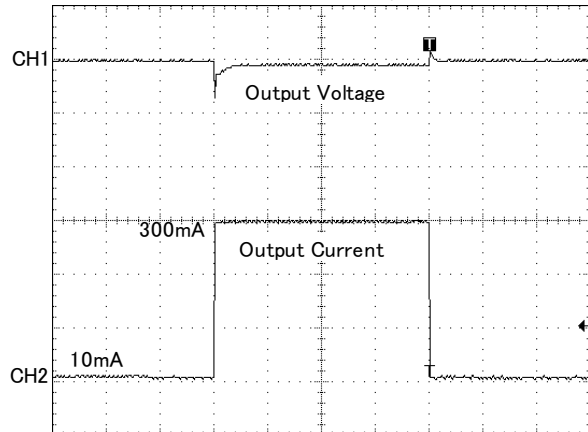 CH1
T
Output Voltage
300mA
Output Current
10mA
T
CH2